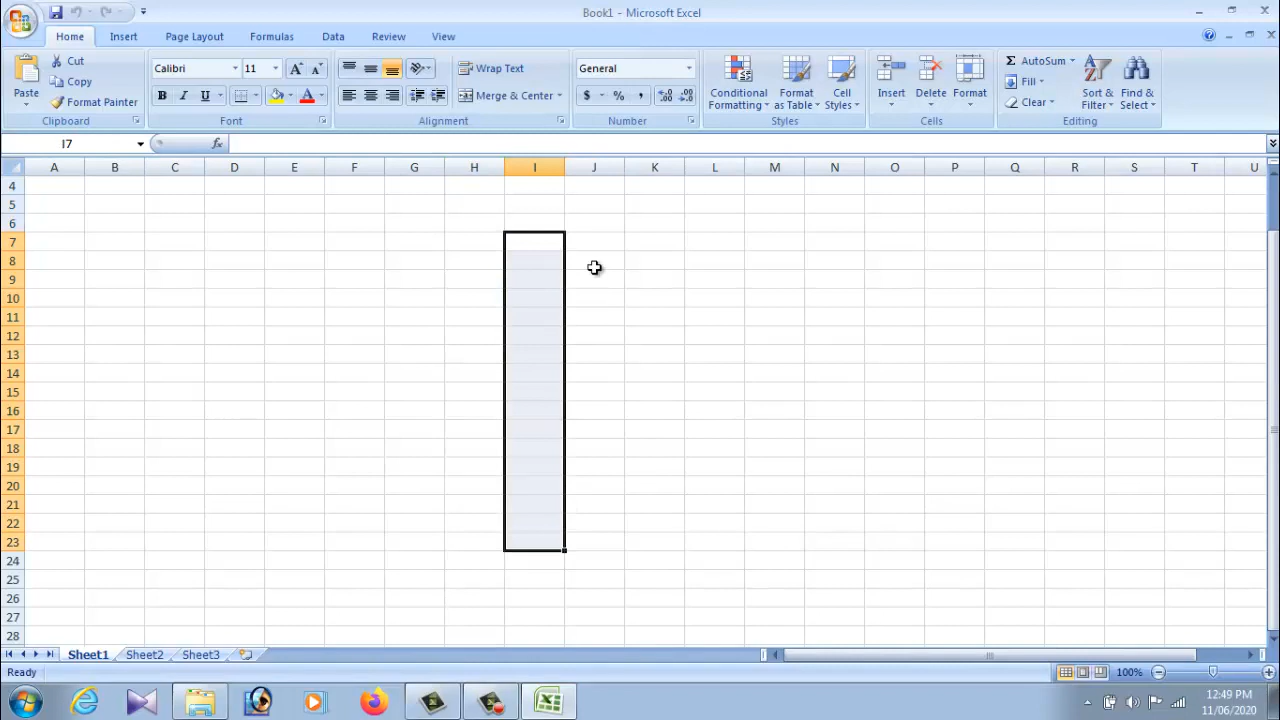 Book1 - Microsoft Excel
Home Insert Page Layout Formulas Data Review View
Paste Cut Calibri 11 A A Wrap Text General Conditional Formatting Format as Table Cell Styles Insert Delete Format Σ AutoSum Sort & Filter Find & Select
Copy Fill
Format Painter B I U A Merge & Center $ % , Clear
Clipboard Font Alignment Number Styles Cells Editing
I7 fx
A B C D E F G H I J K L M N O P Q R S T U
4
5
6
7
8
9
10
11
12
13
14
15
16
17
18
19
20
21
22
23
24
25
26
27
28
Sheet1 Sheet2 Sheet3
Ready 100%
12:49 PM
11/06/2020